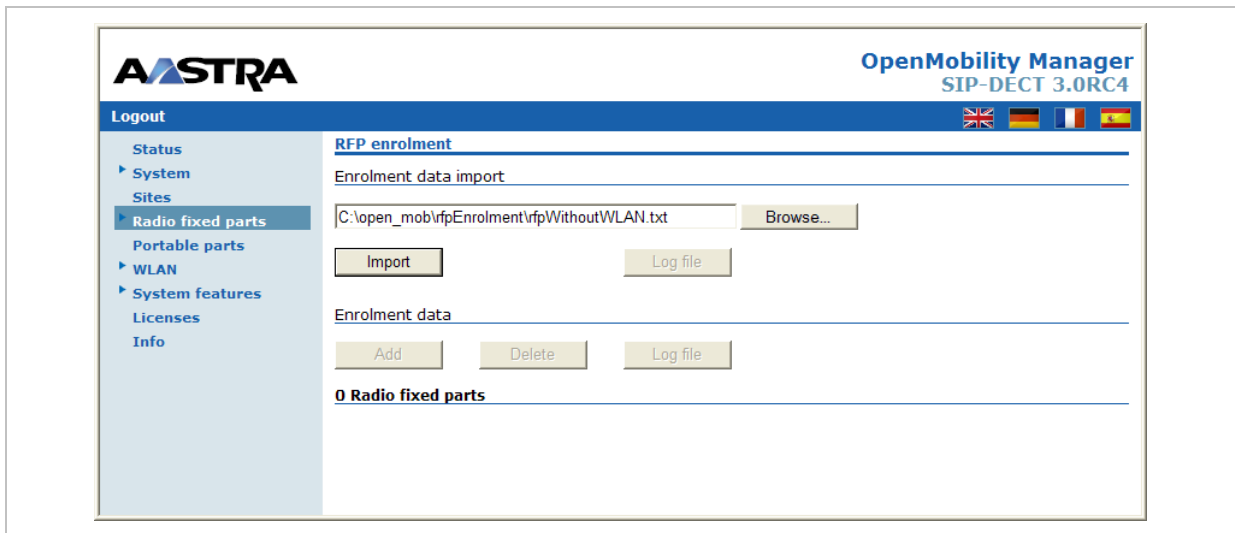 AASTRA
OpenMobility Manager
SIP-DECT 3.0RC4
Logout
Status
System
Sites
Radio fixed parts
Portable parts
WLAN
System features
Licenses
Info
RFP enrolment
Enrolment data import
C:\open_mob\rfpEnrolment\rfpWithoutWLAN.txt Browse...
Import Log file
Enrolment data
Add Delete Log file
0 Radio fixed parts